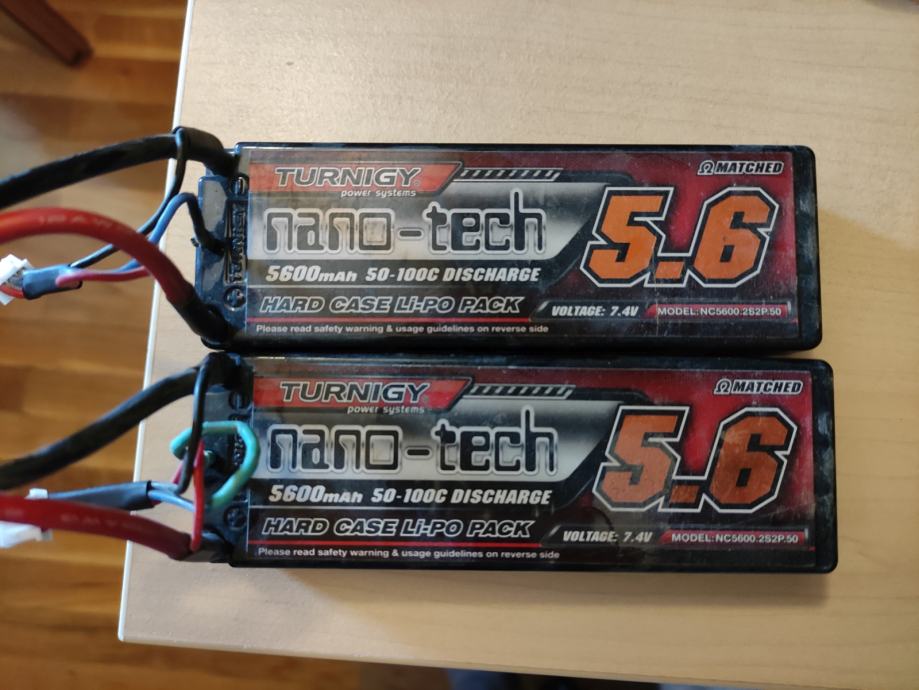 TURNIGY
power systems
Ω MATCHED
nano-tech
5.6
5600mAh 50-100C DISCHARGE
HARD CASE Li-PO PACK
VOLTAGE: 7.4V
MODEL:NC5600.2S2P.50
Please read safety warning & usage guidelines on reverse side
TURNIGY
power systems
Ω MATCHED
nano-tech
5.6
5600mAh 50-100C DISCHARGE
HARD CASE Li-PO PACK
VOLTAGE: 7.4V
MODEL:NC5600.2S2P.50
Please read safety warning & usage guidelines on reverse side